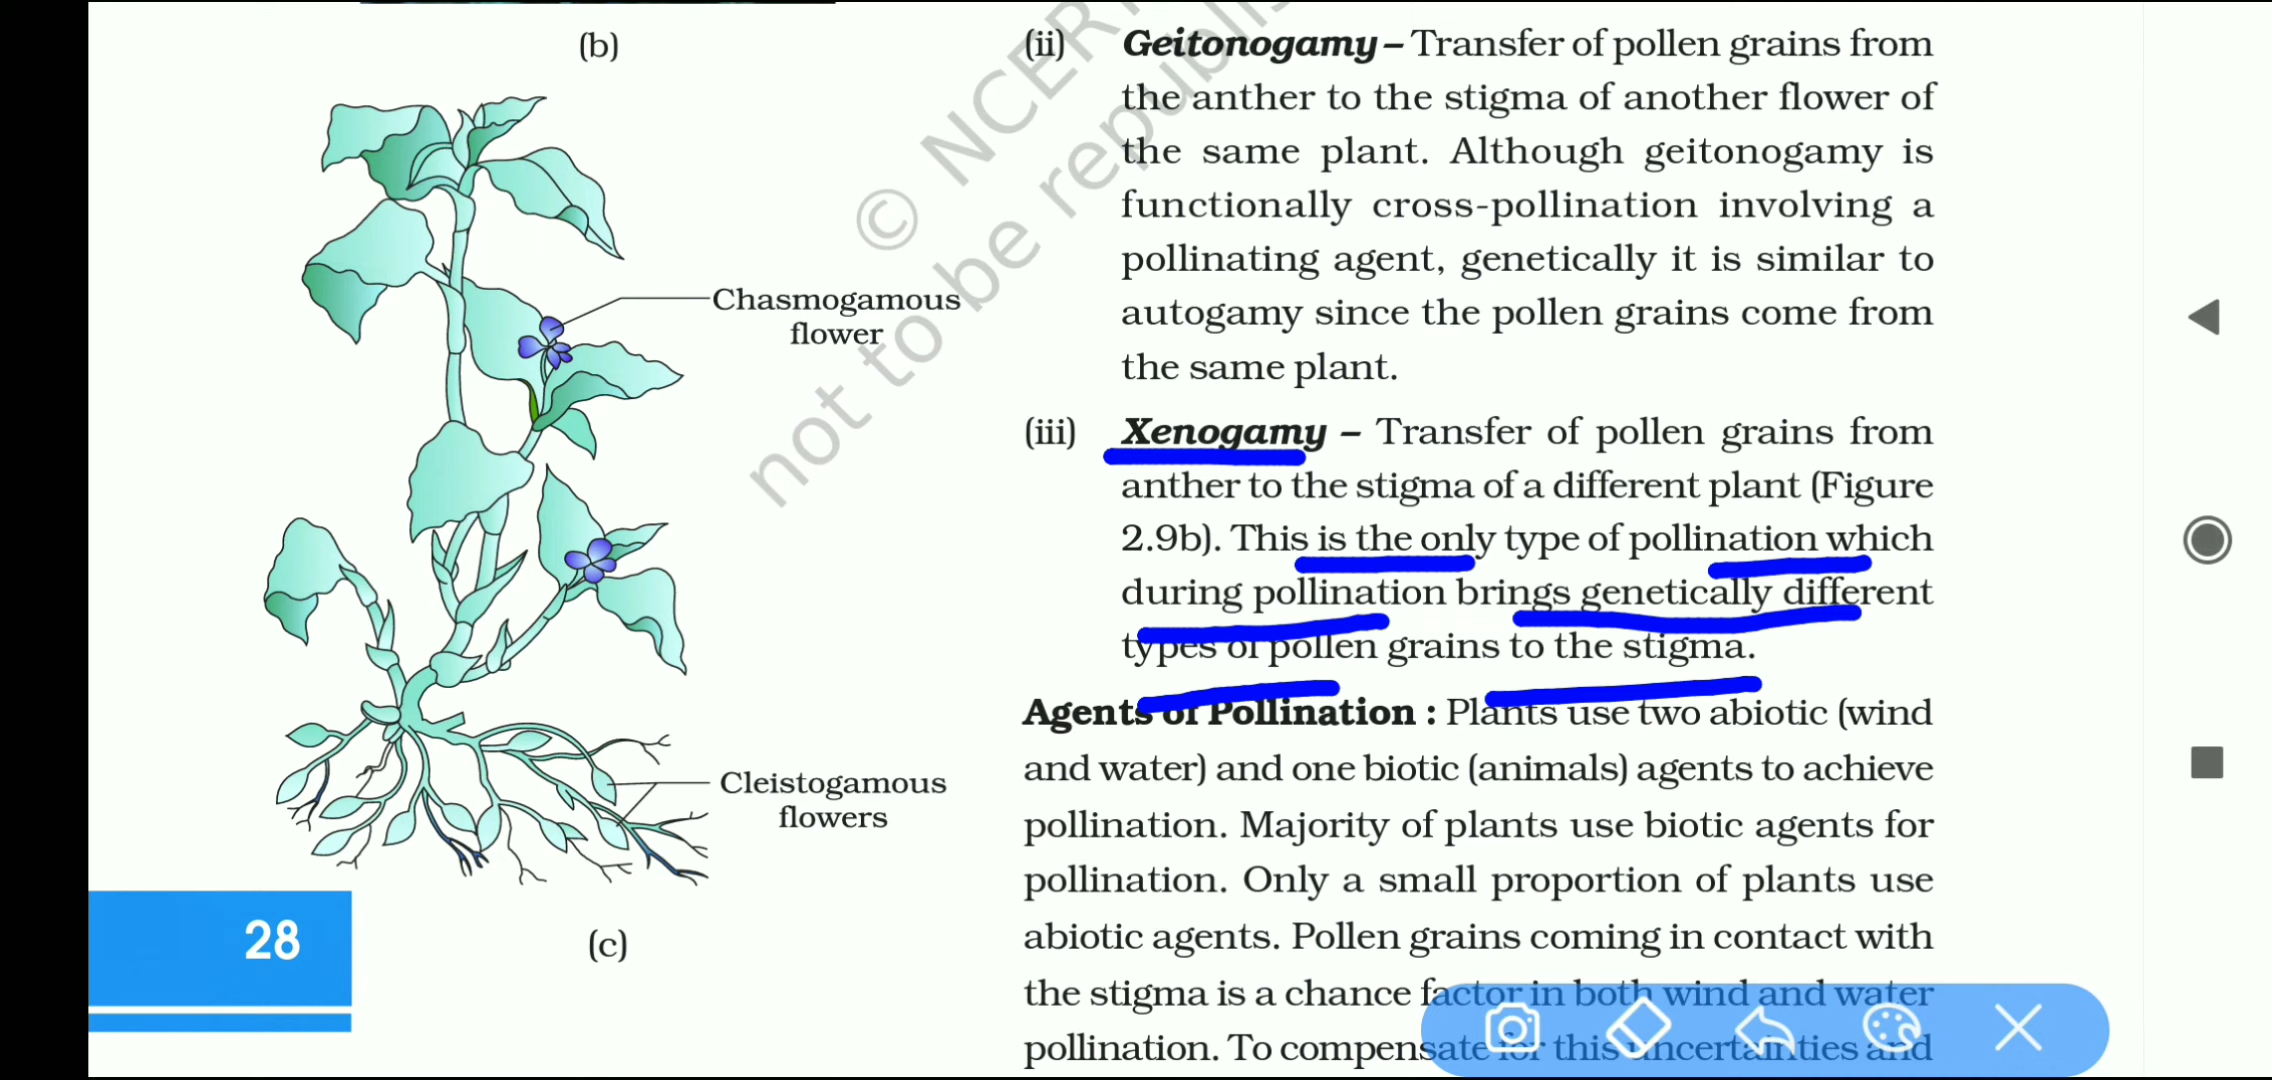 (b)
Chasmogamous
flower
Cleistogamous
flowers
28
(c)
© NCERT
not to be republis
(ii) Geitonogamy – Transfer of pollen grains from
the anther to the stigma of another flower of
the same plant. Although geitonogamy is
functionally cross-pollination involving a
pollinating agent, genetically it is similar to
autogamy since the pollen grains come from
the same plant.
(iii) Xenogamy – Transfer of pollen grains from
anther to the stigma of a different plant (Figure
2.9b). This is the only type of pollination which
during pollination brings genetically different
types of pollen grains to the stigma.
Agents of Pollination : Plants use two abiotic (wind
and water) and one biotic (animals) agents to achieve
pollination. Majority of plants use biotic agents for
pollination. Only a small proportion of plants use
abiotic agents. Pollen grains coming in contact with
the stigma is a chance factor in both wind and water
pollination. To compensate for this uncertainties and